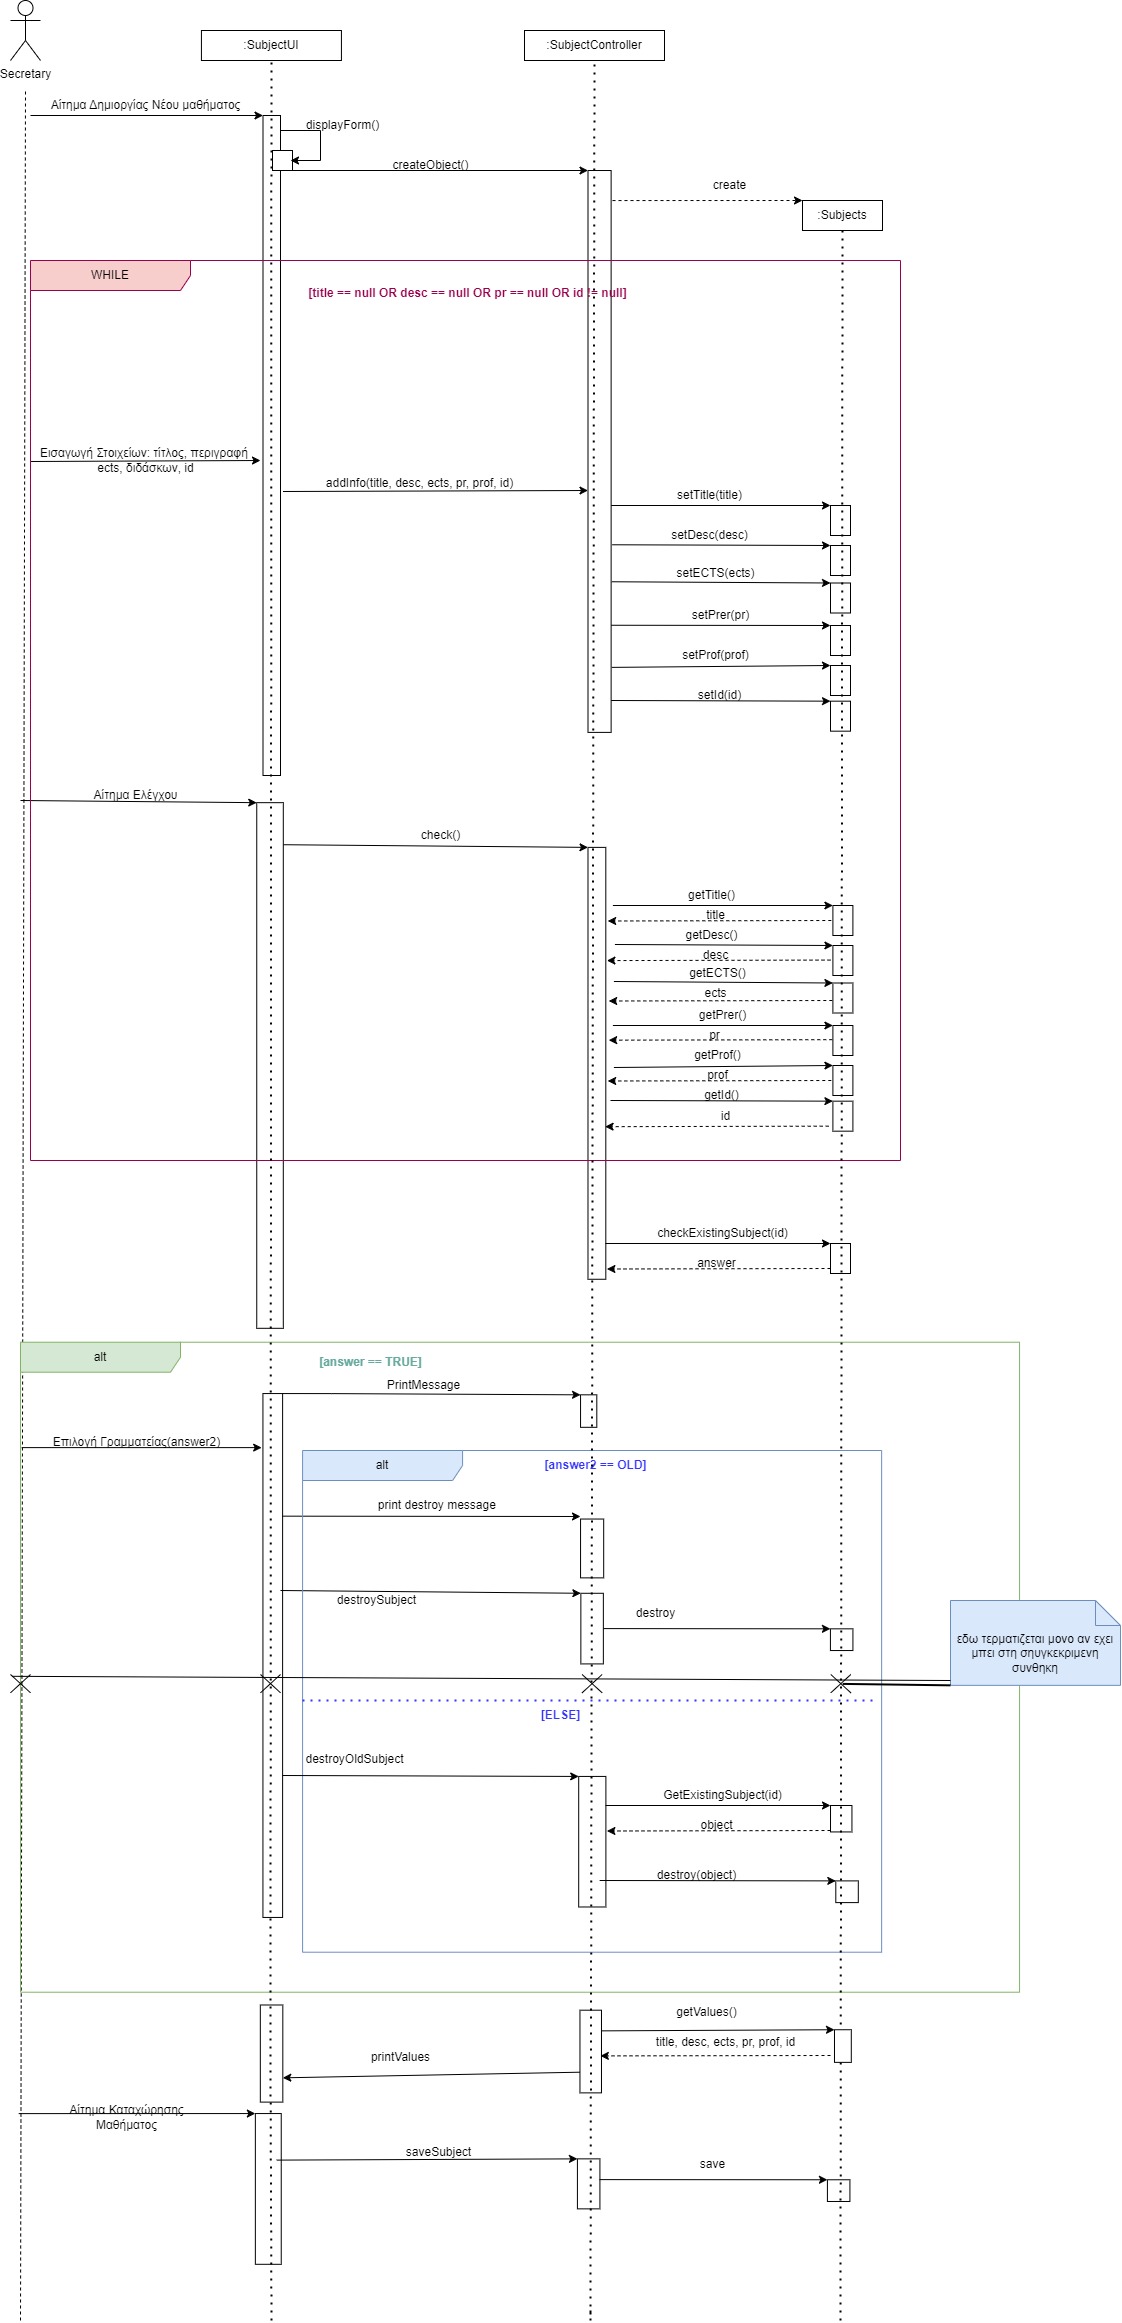 Secretary
:SubjectUI
:SubjectController
Αίτημα Δημιοργίας Νέου μαθήματος
displayForm()
createObject()
create
:Subjects
WHILE
[title == null OR desc == null OR pr == null OR id != null]
Εισαγωγή Στοιχείων: τίτλος, περιγραφή
ects, διδάσκων, id
addInfo(title, desc, ects, pr, prof, id)
setTitle(title)
setDesc(desc)
setECTS(ects)
setPrer(pr)
setProf(prof)
setId(id)
Αίτημα Ελέγχου
check()
getTitle()
title
getDesc()
desc
getECTS()
ects
getPrer()
pr
getProf()
prof
getId()
id
checkExistingSubject(id)
answer
alt
[answer == TRUE]
PrintMessage
Επιλογή Γραμματείας(answer2)
alt
[answer2 == OLD]
print destroy message
destroySubject
destroy
εδω τερματιζεται μονο αν εχει
μπει στη σηυγκεκριμενη
συνθηκη
[ELSE]
destroyOldSubject
GetExistingSubject(id)
object
destroy(object)
getValues()
title, desc, ects, pr, prof, id
printValues
Αίτημα Καταχώρησης
Μαθήματος
saveSubject
save